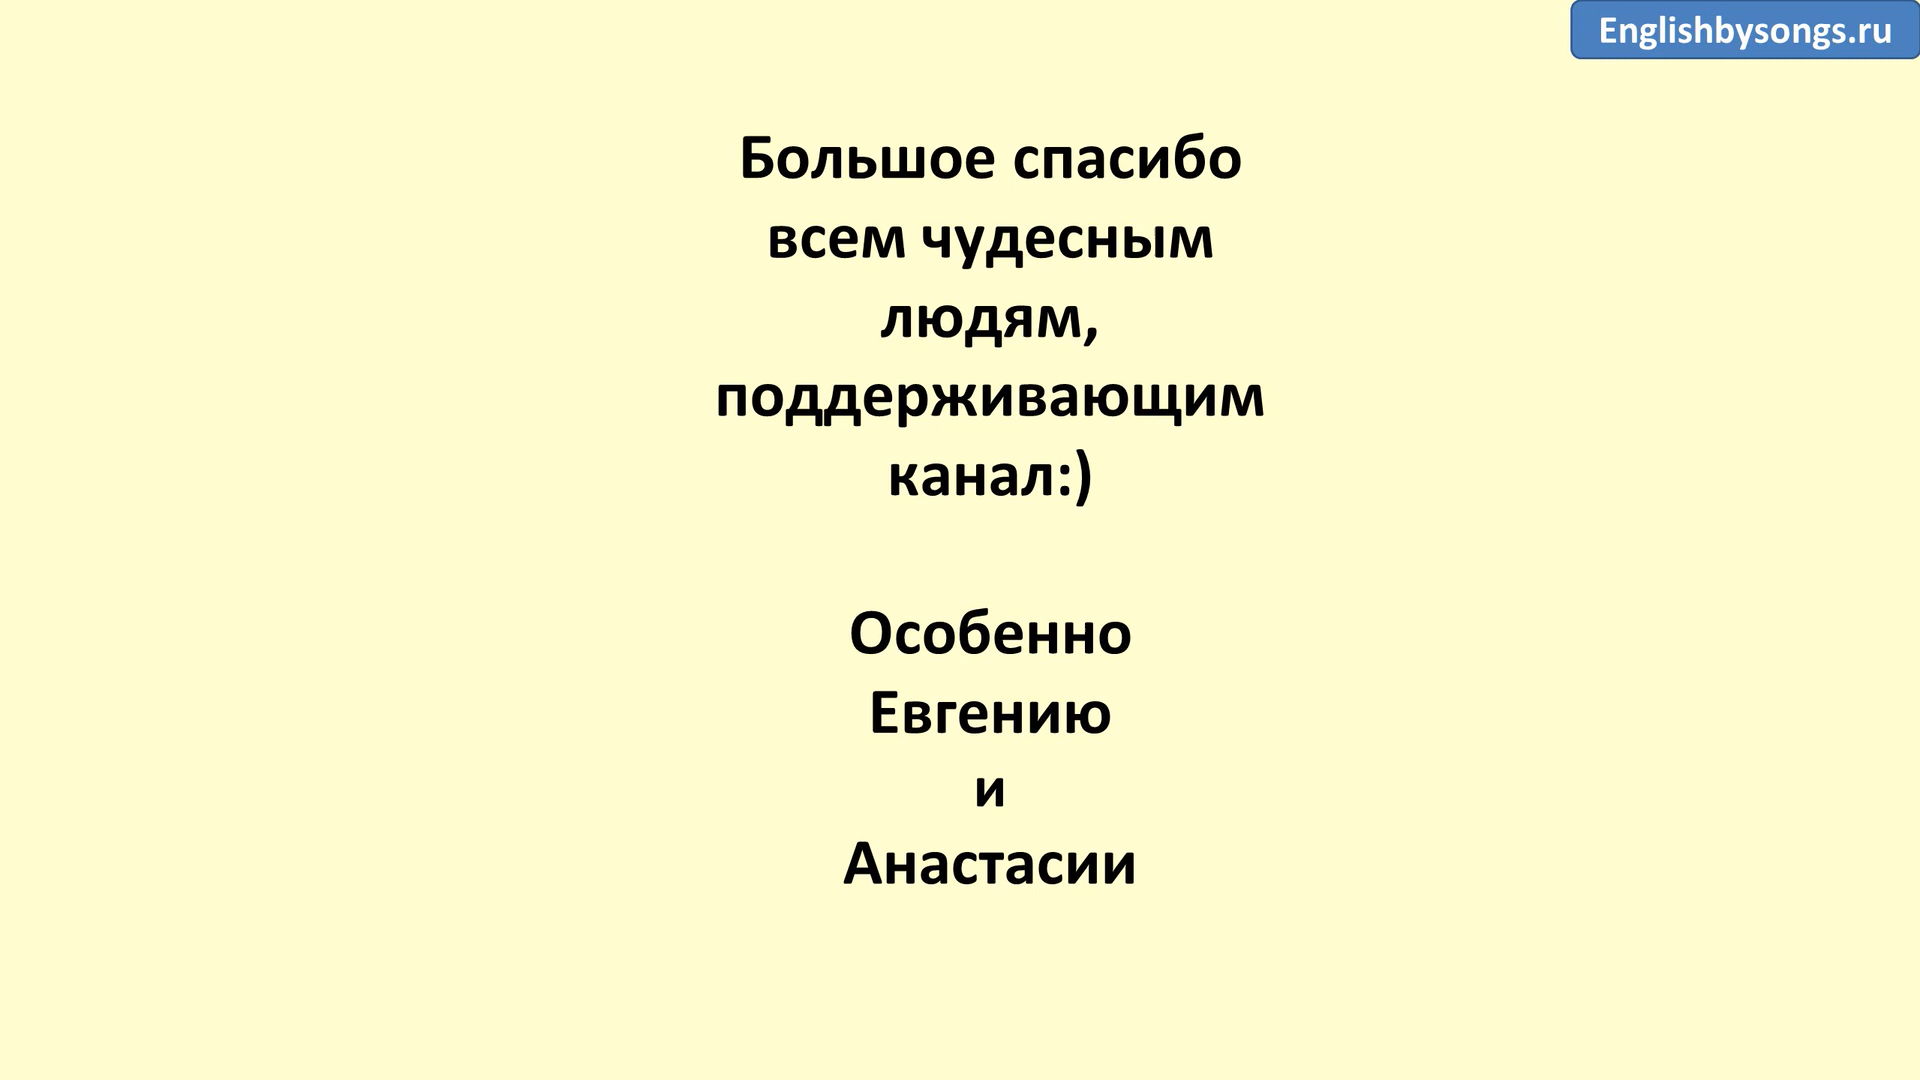 Englishbysongs.ru
Большое спасибо
всем чудесным
людям,
поддерживающим
канал:)
Особенно
Евгению
и
Анастасии